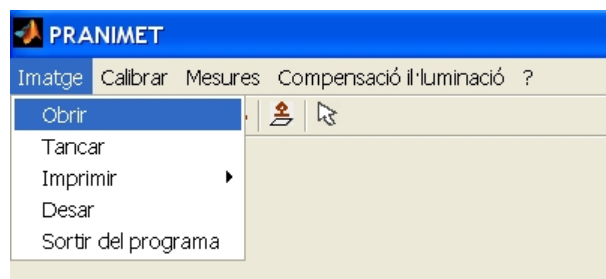 PRANIMET
Imatge Calibrar Mesures Compensació il·luminació ?
Obrir
Tancar
Imprimir
Desar
Sortir del programa